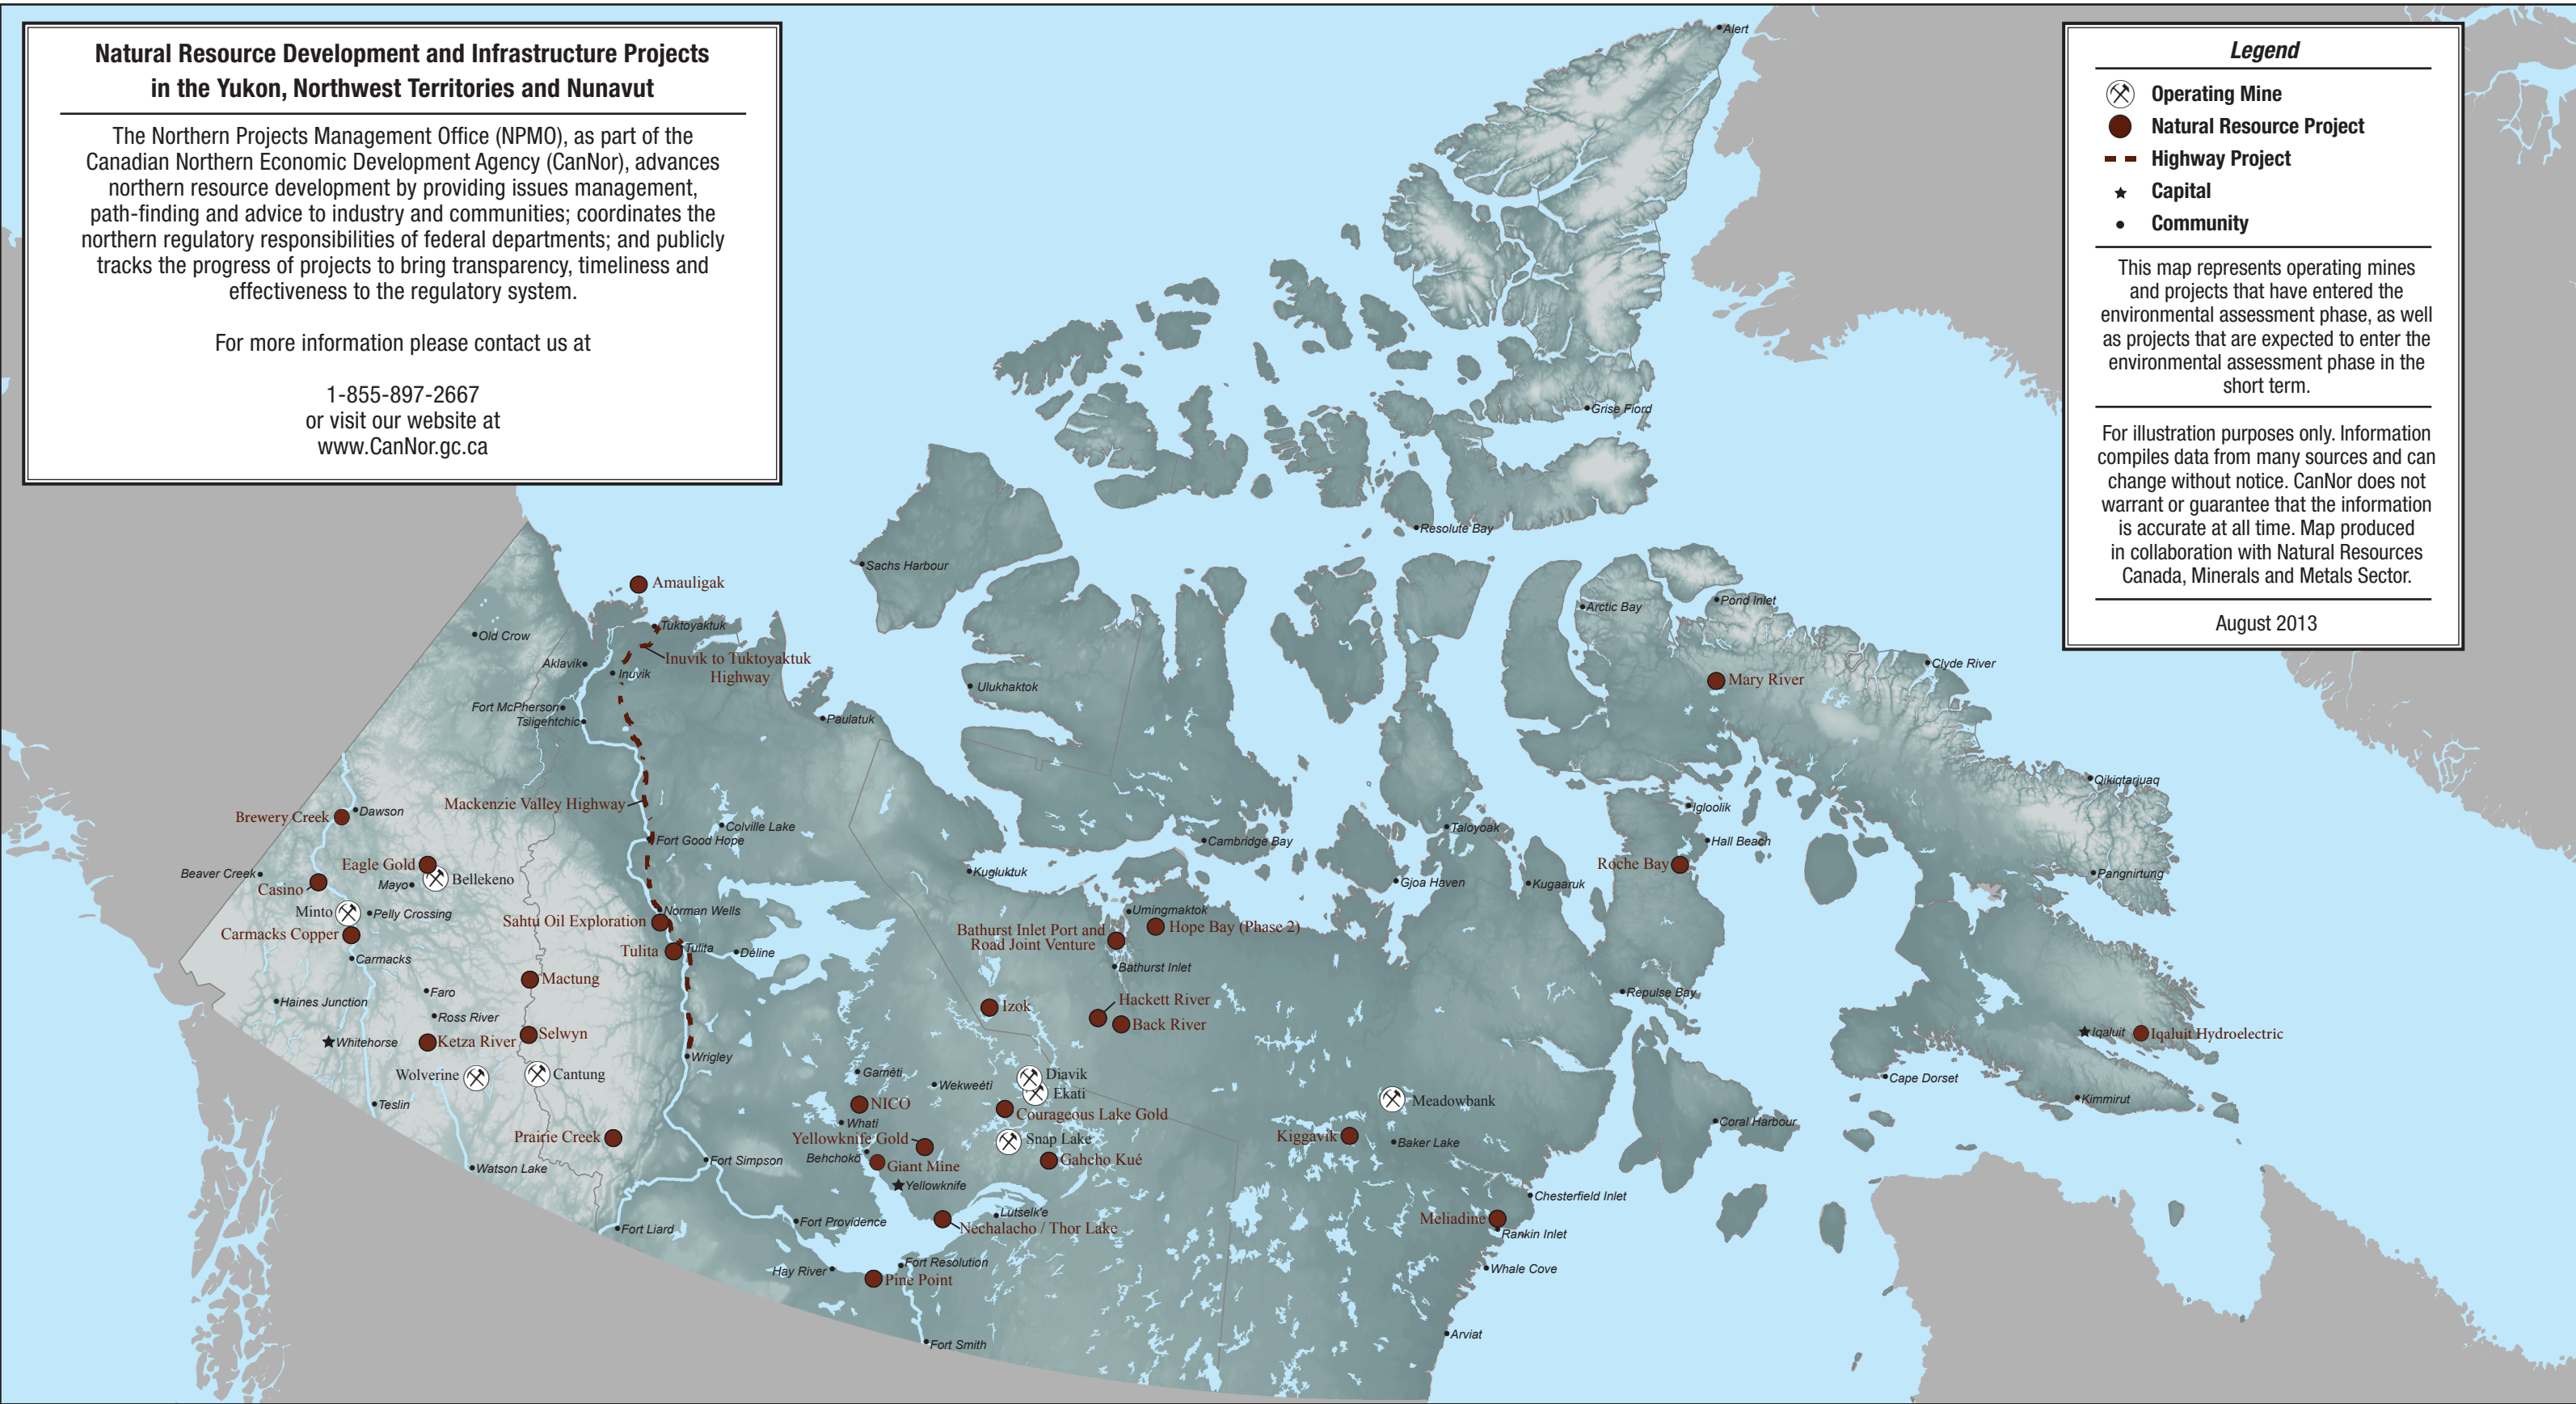 Natural Resource Development and Infrastructure Projects
in the Yukon, Northwest Territories and Nunavut
The Northern Projects Management Office (NPMO), as part of the
Canadian Northern Economic Development Agency (CanNor), advances
northern resource development by providing issues management,
path-finding and advice to industry and communities; coordinates the
northern regulatory responsibilities of federal departments; and publicly
tracks the progress of projects to bring transparency, timeliness and
effectiveness to the regulatory system.
For more information please contact us at
1-855-897-2667
or visit our website at
www.CanNor.gc.ca
Legend
Operating Mine
Natural Resource Project
Highway Project
Capital
Community
This map represents operating mines
and projects that have entered the
environmental assessment phase, as well
as projects that are expected to enter the
environmental assessment phase in the
short term.
For illustration purposes only. Information
compiles data from many sources and can
change without notice. CanNor does not
warrant or guarantee that the information
is accurate at all time. Map produced
in collaboration with Natural Resources
Canada, Minerals and Metals Sector.
August 2013
Alert
Grise Fiord
Resolute Bay
Sachs Harbour
Amauligak
Pond Inlet
Arctic Bay
Tuktoyaktuk
Old Crow
Inuvik to Tuktoyaktuk
Highway
Aklavik
Clyde River
Inuvik
Mary River
Ulukhaktok
Fort McPherson
Tsiigehtchic
Paulatuk
Qikiqtarjuaq
Mackenzie Valley Highway
Igloolik
Dawson
Brewery Creek
Colville Lake
Taloyoak
Fort Good Hope
Cambridge Bay
Hall Beach
Eagle Gold
Roche Bay
Kugluktuk
Beaver Creek
Pangnirtung
Bellekeno
Casino
Mayo
Gjoa Haven
Kugaaruk
Minto
Pelly Crossing
Norman Wells
Umingmaktok
Sahtu Oil Exploration
Hope Bay (Phase 2)
Bathurst Inlet Port and
Road Joint Venture
Carmacks Copper
Tulita
Tulita
Déline
Carmacks
Bathurst Inlet
Mactung
Faro
Repulse Bay
Haines Junction
Hackett River
Izok
Ross River
Back River
Selwyn
Iqaluit
Iqaluit Hydroelectric
Whitehorse
Ketza River
Wrigley
Gamèti
Wolverine
Cantung
Diavik
Cape Dorset
Wekweèti
Ekati
Kimmirut
Meadowbank
Teslin
NICO
Courageous Lake Gold
Whati
Coral Harbour
Prairie Creek
Yellowknife Gold
Snap Lake
Kiggavik
Baker Lake
Behchoko
Fort Simpson
Gahcho Kué
Giant Mine
Watson Lake
Yellowknife
Chesterfield Inlet
Lutselk'e
Fort Providence
Meliadine
Fort Liard
Nechalacho / Thor Lake
Rankin Inlet
Fort Resolution
Hay River
Whale Cove
Pine Point
Arviat
Fort Smith